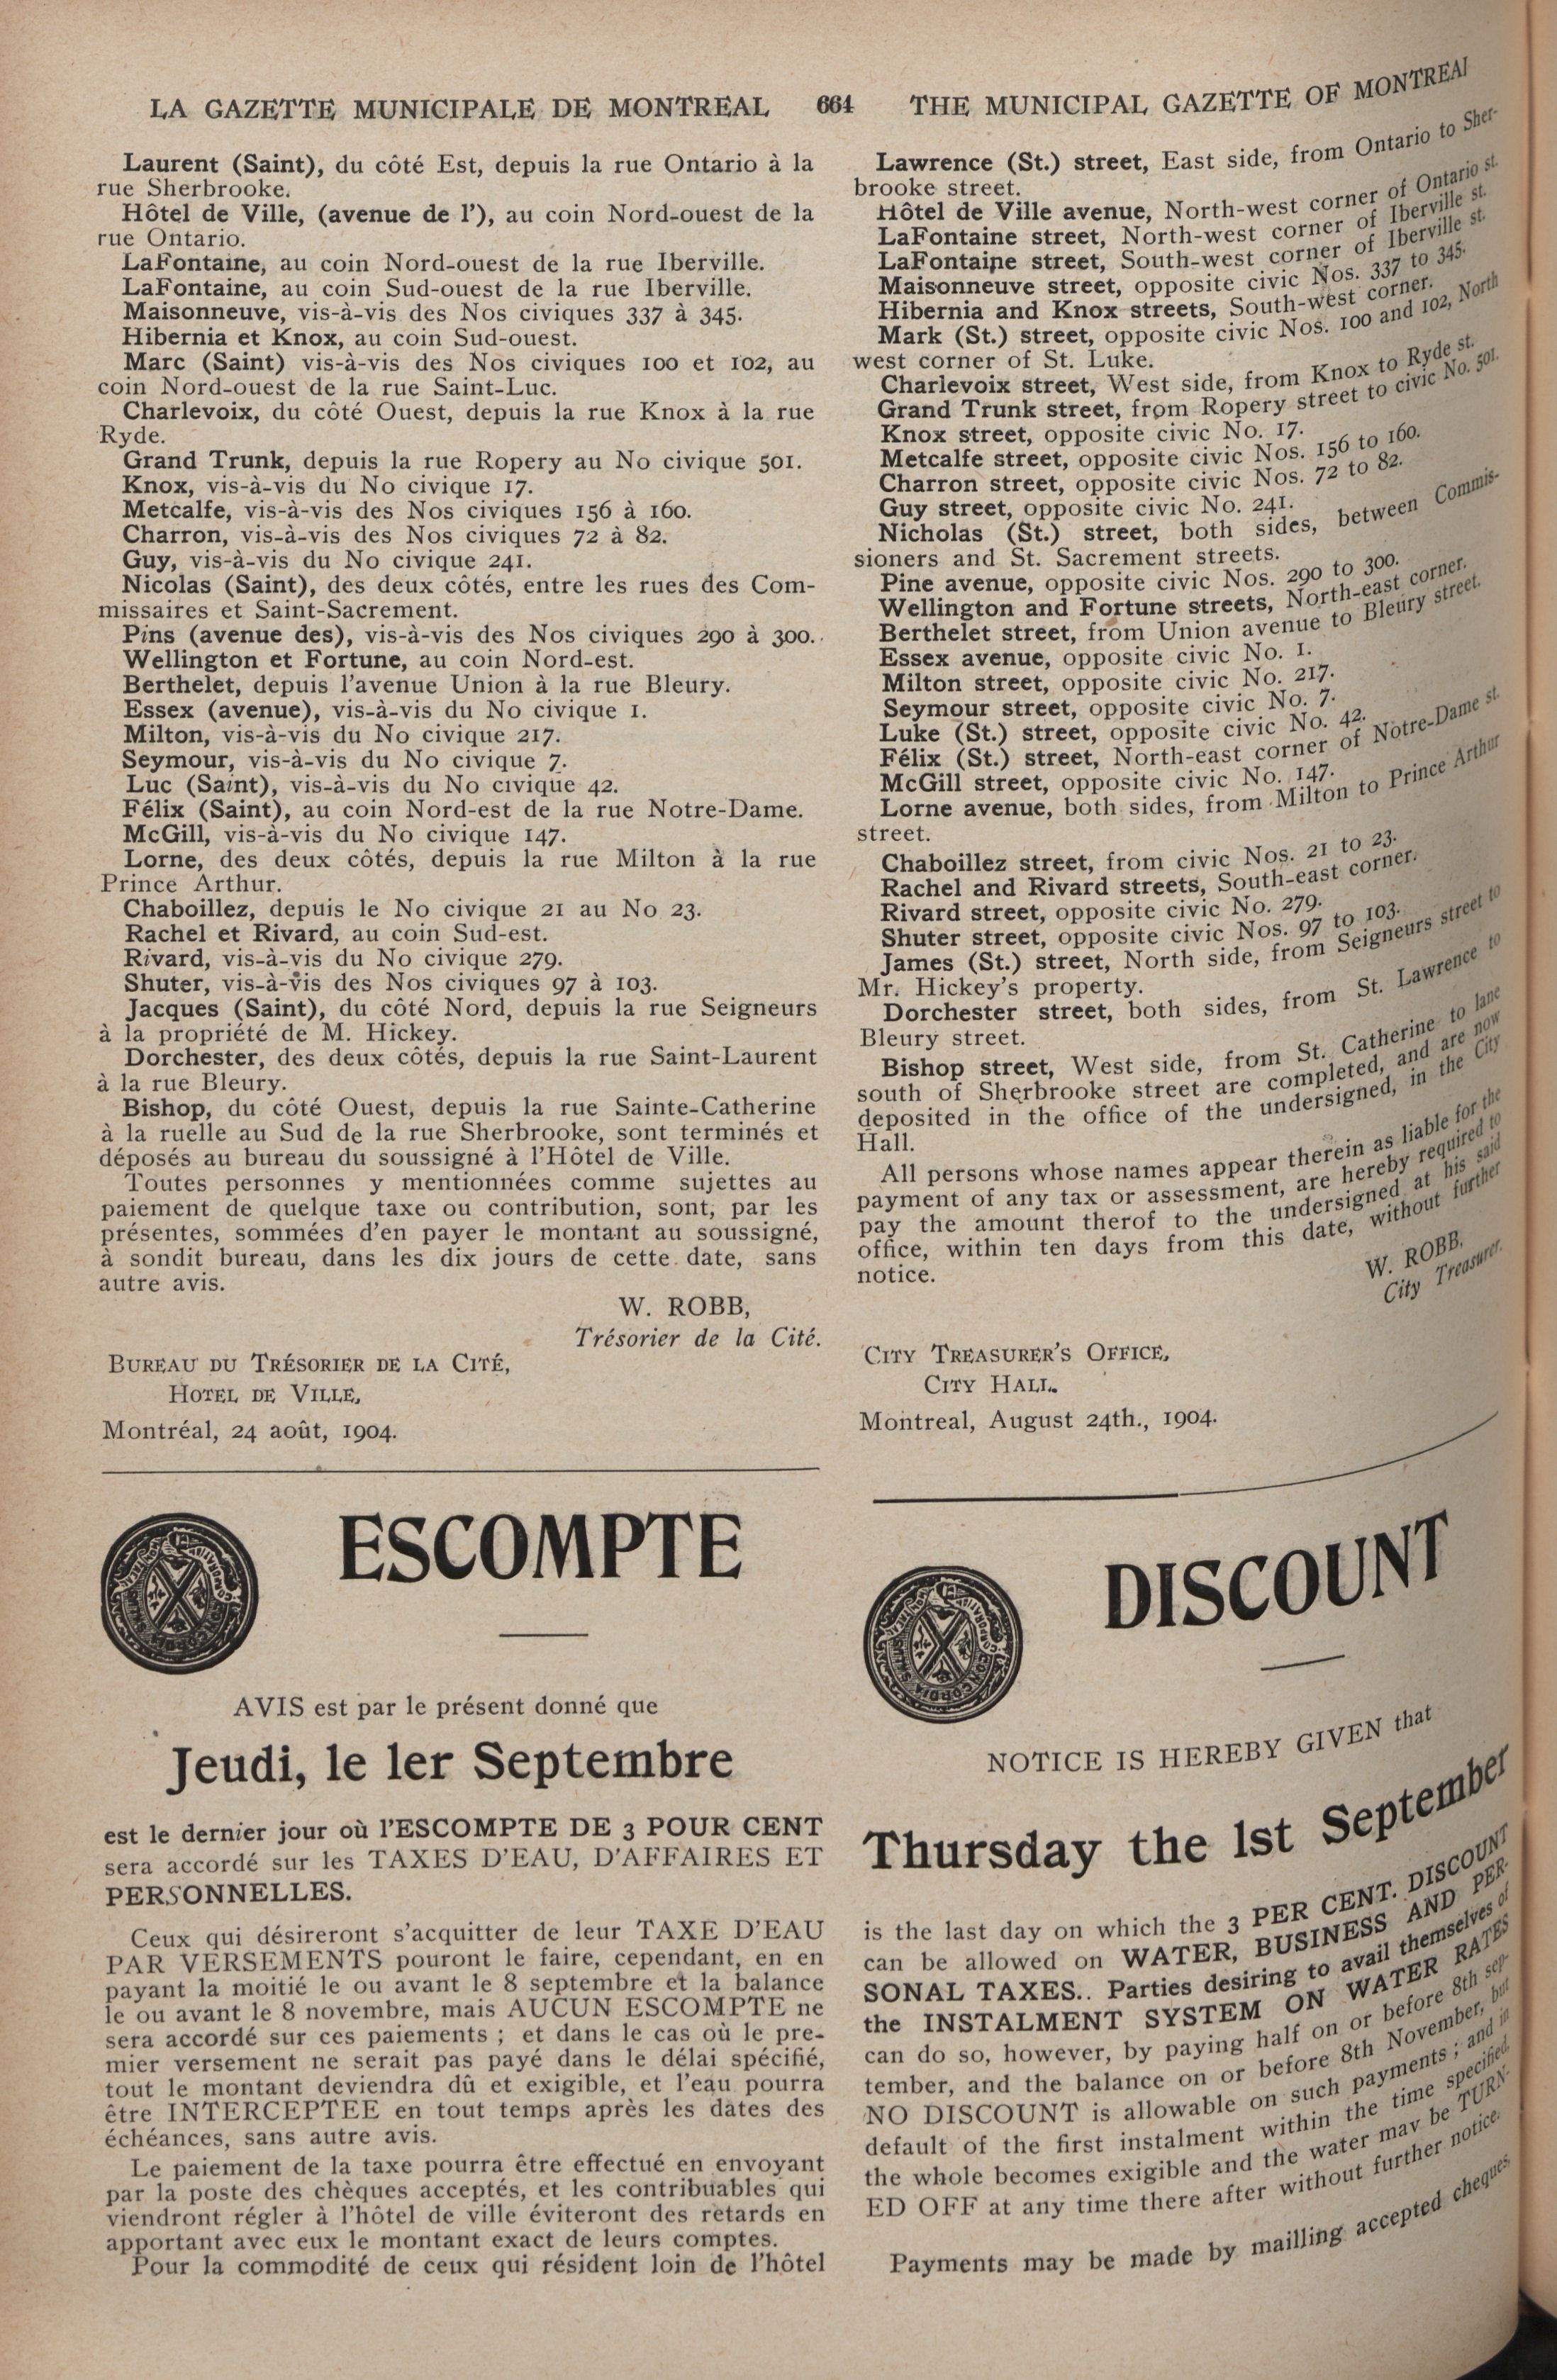 LA GAZETTE MUNICIPALE DE MONTREAL 664 THE MUNICIPAL GAZETTE OF MONTREAL
Laurent (Saint), du côté Est, depuis la rue Ontario à la
rue Sherbrooke.
Hôtel de Ville, (avenue de l'), au coin Nord-ouest de la
rue Ontario.
LaFontaine, au coin Nord-ouest de la rue Iberville.
LaFontaine, au coin Sud-ouest de la rue Iberville.
Maisonneuve, vis-à-vis des Nos civiques 337 à 345.
Hibernia et Knox, au coin Sud-ouest.
Marc (Saint) vis-à-vis des Nos civiques 100 et 102, au
coin Nord-ouest de la rue Saint-Luc.
Charlevoix, du côté Ouest, depuis la rue Knox à la rue
Ryde.
Grand Trunk, depuis la rue Ropery au No civique 501.
Knox, vis-à-vis du No civique 17.
Metcalfe, vis-à-vis des Nos civiques 156 à 160.
Charron, vis-à-vis des Nos civiques 72 à 82.
Guy, vis-à-vis du No civique 241.
Nicolas (Saint), des deux côtés, entre les rues des Com-
missaires et Saint-Sacrement.
Pins (avenue des), vis-à-vis des Nos civiques 290 à 300.
Wellington et Fortune, au coin Nord-est.
Berthelet, depuis l'avenue Union à la rue Bleury.
Essex (avenue), vis-à-vis du No civique 1.
Milton, vis-à-vis du No civique 217.
Seymour, vis-à-vis du No civique 7.
Luc (Saint), vis-à-vis du No civique 42.
Félix (Saint), au coin Nord-est de la rue Notre-Dame.
McGill, vis-à-vis du No civique 147.
Lorne, des deux côtés, depuis la rue Milton à la rue
Prince Arthur.
Chaboillez, depuis le No civique 21 au No 23.
Rachel et Rivard, au coin Sud-est.
Rivard, vis-à-vis du No civique 279.
Shuter, vis-à-vis des Nos civiques 97 à 103.
Jacques (Saint), du côté Nord, depuis la rue Seigneurs
à la propriété de M. Hickey.
Dorchester, des deux côtés, depuis la rue Saint-Laurent
à la rue Bleury.
Bishop, du côté Ouest, depuis la rue Sainte-Catherine
à la ruelle au Sud de la rue Sherbrooke, sont terminés et
déposés au bureau du soussigné à l'Hôtel de Ville.
Toutes personnes y mentionnées comme sujettes au
paiement de quelque taxe ou contribution, sont, par les
présentes, sommées d'en payer le montant au soussigné,
à sondit bureau, dans les dix jours de cette date, sans
autre avis.
W. ROBB,
Trésorier de la Cité.
BUREAU DU TRÉSORIER DE LA CITÉ,
HOTEL DE VILLE,
Montréal, 24 août, 1904.
ESCOMPTE
AVIS est par le présent donné que
Jeudi, le 1er Septembre
est le dernier jour où l'ESCOMPTE DE 3 POUR CENT
sera accordé sur les TAXES D'EAU, D'AFFAIRES ET
PERSONNELLES.
Ceux qui désireront s'acquitter de leur TAXE D'EAU
PAR VERSEMENTS pouront le faire, cependant, en en
payant la moitié le ou avant le 8 septembre et la balance
le ou avant le 8 novembre, mais AUCUN ESCOMPTE ne
sera accordé sur ces paiements ; et dans le cas où le pre-
mier versement ne serait pas payé dans le délai spécifié,
tout le montant deviendra dû et exigible, et l'eau pourra
être INTERCEPTEE en tout temps après les dates des
échéances, sans autre avis.
Le paiement de la taxe pourra être effectué en envoyant
par la poste des chèques acceptés, et les contribuables qui
viendront régler à l'hôtel de ville éviteront des retards en
apportant avec eux le montant exact de leurs comptes.
Pour la commodité de ceux qui résident loin de l'hôtel
Lawrence (St.) street, East side, from Ontario to Sher-
brooke street.
Hôtel de Ville avenue, North-west corner of Ontario st.
LaFontaine street, North-west corner of Iberville st.
LaFontaine street, South-west corner of Iberville st.
Maisonneuve street, opposite civic Nos. 337 to 345.
Hibernia and Knox streets, South-west corner.
Mark (St.) street, opposite civic Nos. 100 and 102, North
west corner of St. Luke.
Charlevoix street, West side, from Knox to Ryde st.
Grand Trunk street, from Ropery street to civic No. 501.
Knox street, opposite civic No. 17.
Metcalfe street, opposite civic Nos. 156 to 160.
Charron street, opposite civic Nos. 72 to 82.
Guy street, opposite civic No. 241.
Nicholas (St.) street, both sides, between Commis-
sioners and St. Sacrement streets.
Pine avenue, opposite civic Nos. 290 to 300.
Wellington and Fortune streets, North-east corner.
Berthelet street, from Union avenue to Bleury street.
Essex avenue, opposite civic No. 1.
Milton street, opposite civic No. 217.
Seymour street, opposite civic No. 7.
Luke (St.) street, opposite civic No. 42.
Félix (St.) street, North-east corner of Notre-Dame st.
McGill street, opposite civic No. 147.
Lorne avenue, both sides, from Milton to Prince Arthur
street.
Chaboillez street, from civic Nos. 21 to 23.
Rachel and Rivard streets, South-east corner.
Rivard street, opposite civic No. 279.
Shuter street, opposite civic Nos. 97 to 103.
James (St.) street, North side, from Seigneurs street to
Mr. Hickey's property.
Dorchester street, both sides, from St. Lawrence to
Bleury street.
Bishop street, West side, from St. Catherine to lane
south of Sherbrooke street are completed, and are now
deposited in the office of the undersigned, in the City
Hall.
All persons whose names appear therein as liable for the
payment of any tax or assessment, are hereby required to
pay the amount therof to the undersigned at his said
office, within ten days from this date, without further
notice.
W. ROBB,
City Treasurer.
CITY TREASURER'S OFFICE,
CITY HALL.
Montreal, August 24th., 1904.
DISCOUNT
NOTICE IS HEREBY GIVEN that
Thursday the 1st September
is the last day on which the 3 PER CENT. DISCOUNT
can be allowed on WATER, BUSINESS AND PER-
SONAL TAXES.. Parties desiring to avail themselves of
the INSTALMENT SYSTEM ON WATER RATES
can do so, however, by paying half on or before 8th sep-
tember, and the balance on or before 8th November, but
NO DISCOUNT is allowable on such payments ; and in
default of the first instalment within the time specified,
the whole becomes exigible and the water may be TURN-
ED OFF at any time there after without further notice.
Payments may be made by mailling accepted cheques,